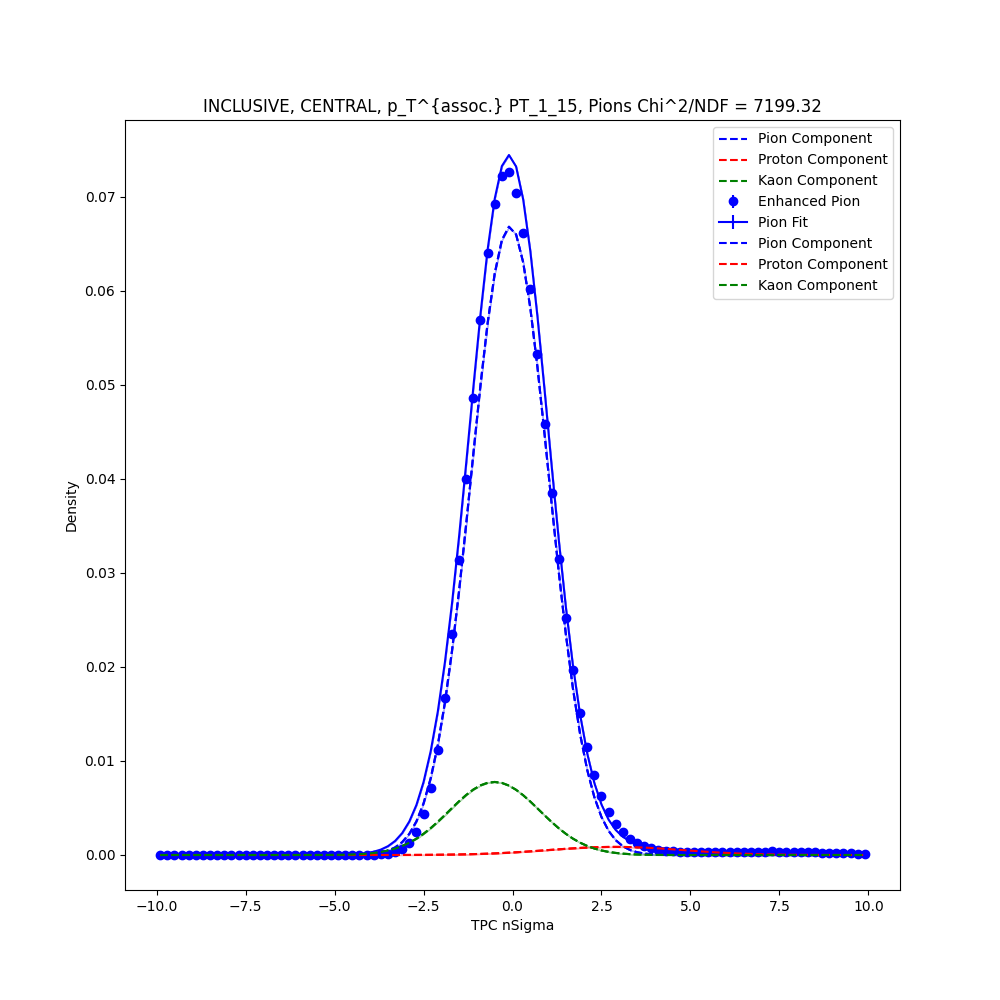 INCLUSIVE, CENTRAL, p_T^{assoc.} PT_1_15, Pions Chi^2/NDF = 7199.32
Pion Component
Proton Component
Kaon Component
Enhanced Pion
Pion Fit
Pion Component
Proton Component
Kaon Component
0.07
0.06
0.05
0.04
0.03
0.02
0.01
0.00
Density
−10.0 −7.5 −5.0 −2.5 0.0 2.5 5.0 7.5 10.0
TPC nSigma